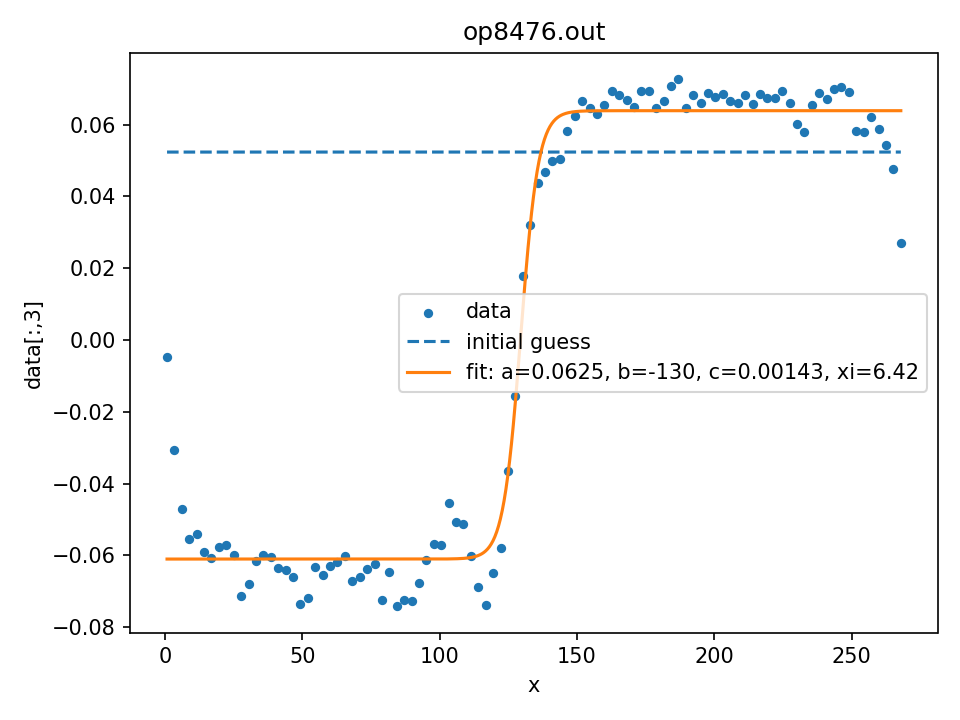 op8476.out
data[:,3]
0.06
0.04
0.02
0.00
−0.02
−0.04
−0.06
−0.08
data
initial guess
fit: a=0.0625, b=-130, c=0.00143, xi=6.42
0 50 100 150 200 250
x